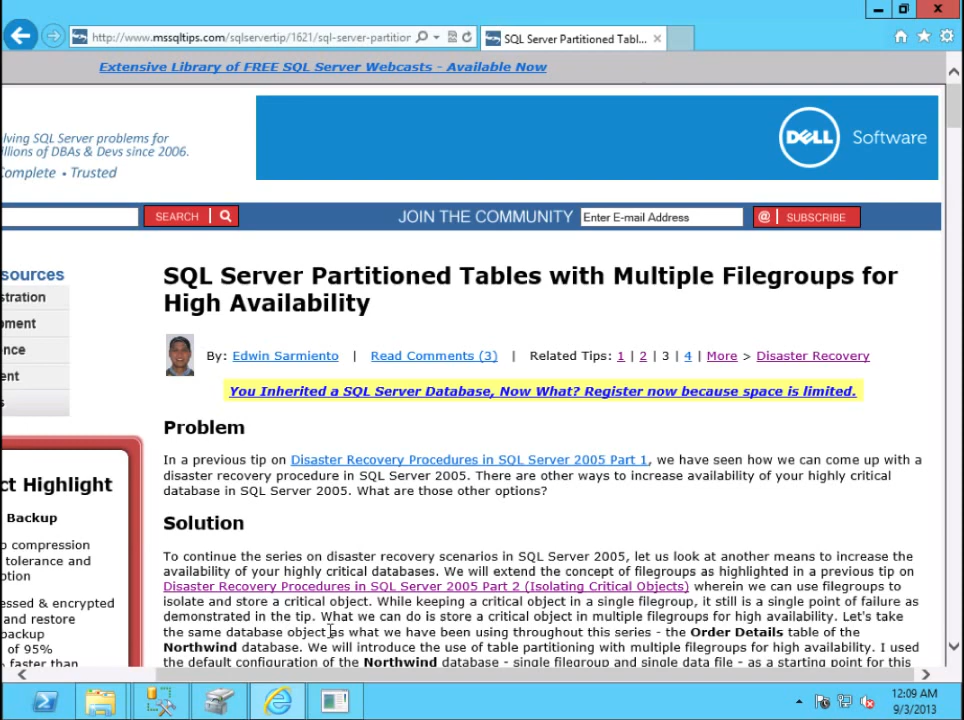 http://www.mssqltips.com/sqlservertip/1621/sql-server-partition
SQL Server Partitioned Tabl...
Extensive Library of FREE SQL Server Webcasts - Available Now
lving SQL Server problems for
illions of DBAs & Devs since 2006.
omplete • Trusted
DELL Software
SEARCH
JOIN THE COMMUNITY Enter E-mail Address @ SUBSCRIBE
sources
stration
pment
nce
ent
s
SQL Server Partitioned Tables with Multiple Filegroups for
High Availability
By: Edwin Sarmiento | Read Comments (3) | Related Tips: 1 | 2 | 3 | 4 | More > Disaster Recovery
You Inherited a SQL Server Database, Now What? Register now because space is limited.
Problem
In a previous tip on Disaster Recovery Procedures in SQL Server 2005 Part 1, we have seen how we can come up with a
disaster recovery procedure in SQL Server 2005. There are other ways to increase availability of your highly critical
database in SQL Server 2005. What are those other options?
Solution
To continue the series on disaster recovery scenarios in SQL Server 2005, let us look at another means to increase the
availability of your highly critical databases. We will extend the concept of filegroups as highlighted in a previous tip on
Disaster Recovery Procedures in SQL Server 2005 Part 2 (Isolating Critical Objects) wherein we can use filegroups to
isolate and store a critical object. While keeping a critical object in a single filegroup, it still is a single point of failure as
demonstrated in the tip. What we can do is store a critical object in multiple filegroups for high availability. Let's take
the same database object as what we have been using throughout this series - the Order Details table of the
Northwind database. We will introduce the use of table partitioning with multiple filegroups for high availability. I used
the default configuration of the Northwind database - single filegroup and single data file - as a starting point for this
ct Highlight
Backup
o compression
tolerance and
otion
essed & encrypted
and restore
backup
of 95%
faster than
12:09 AM
9/3/2013